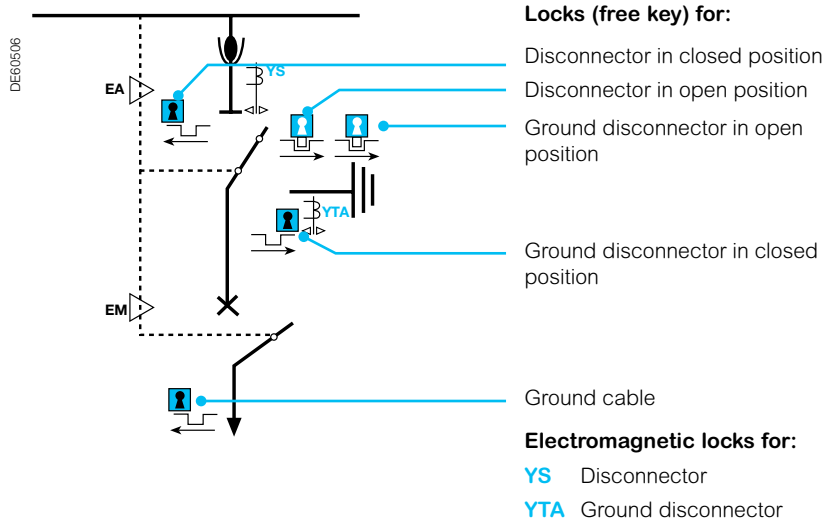 DE60506
Locks (free key) for:
Disconnector in closed position
YS
EA
Disconnector in open position
Ground disconnector in open
position
YTA
Ground disconnector in closed
position
EM
Ground cable
Electromagnetic locks for:
YS Disconnector
YTA Ground disconnector